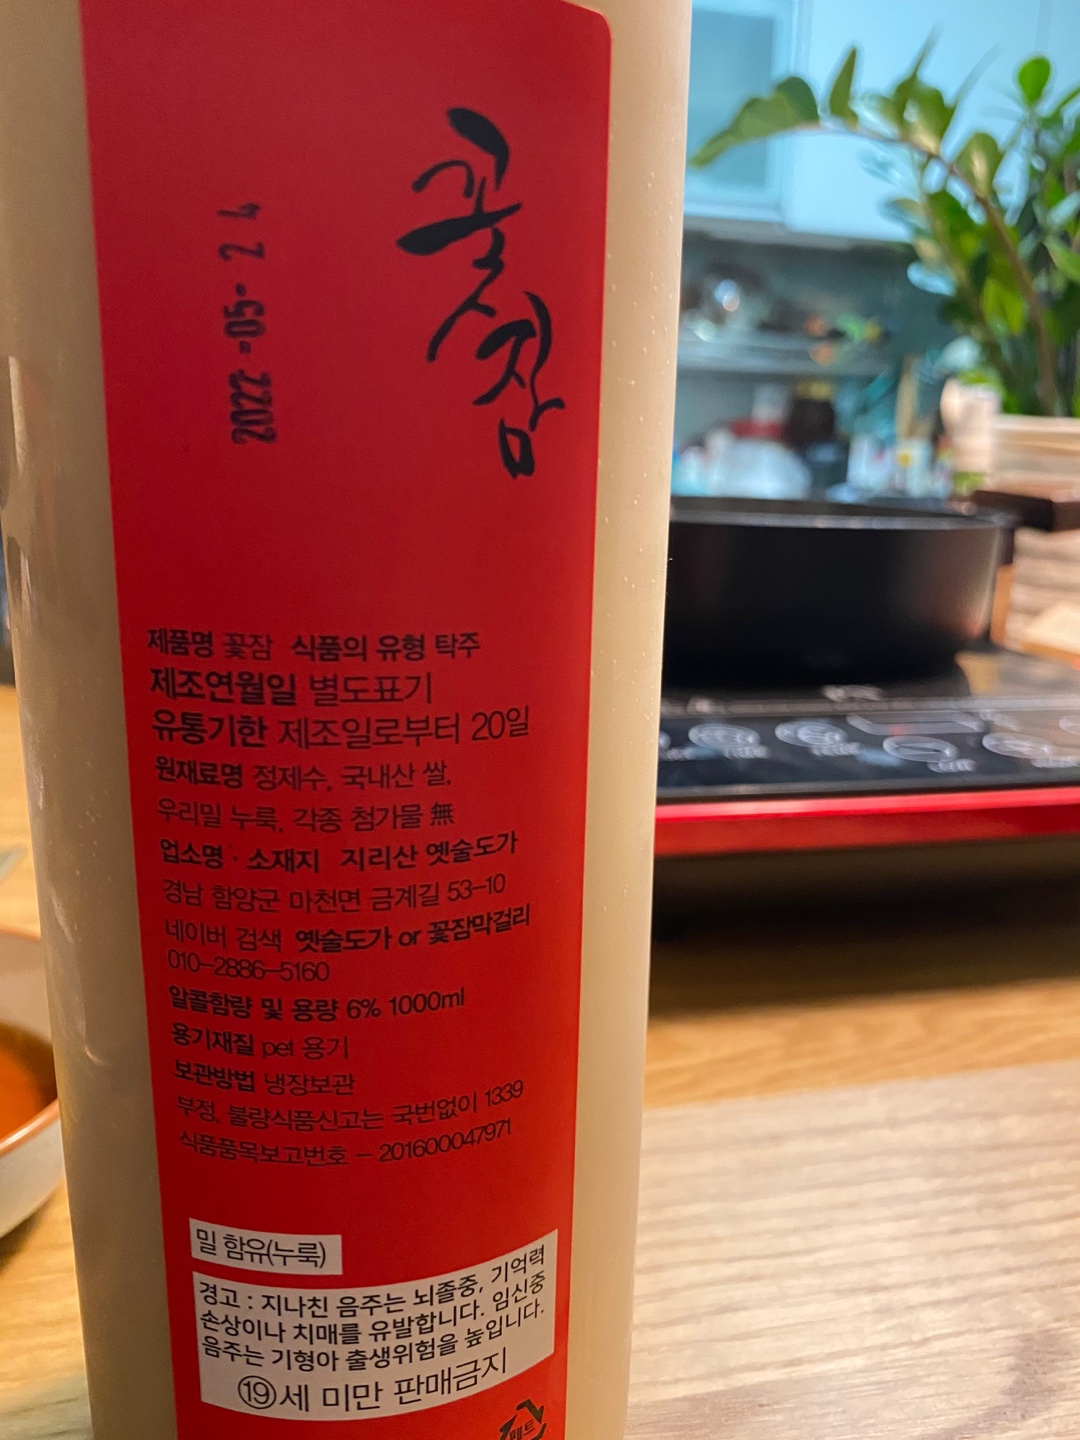 꽃잠
2022 -05- 24
제품명 꽃잠 식품의 유형 탁주
제조연월일 별도표기
유통기한 제조일로부터 20일
원재료명 정제수, 국내산 쌀,
우리밀 누룩, 각종 첨가물 無
업소명 · 소재지 지리산 옛술도가
경남 함양군 마천면 금계길 53-10
네이버 검색 옛술도가 or 꽃잠막걸리
010-2886-5160
알콜함량 및 용량 6% 1000ml
용기재질 pet 용기
보관방법 냉장보관
부정, 불량식품신고는 국번없이 1339
식품품목보고번호 - 201600047971
밀 함유(누룩)
경고 : 지나친 음주는 뇌졸중, 기억력
손상이나 치매를 유발합니다. 임신중
음주는 기형아 출생위험을 높입니다.
⑲세 미만 판매금지
페트